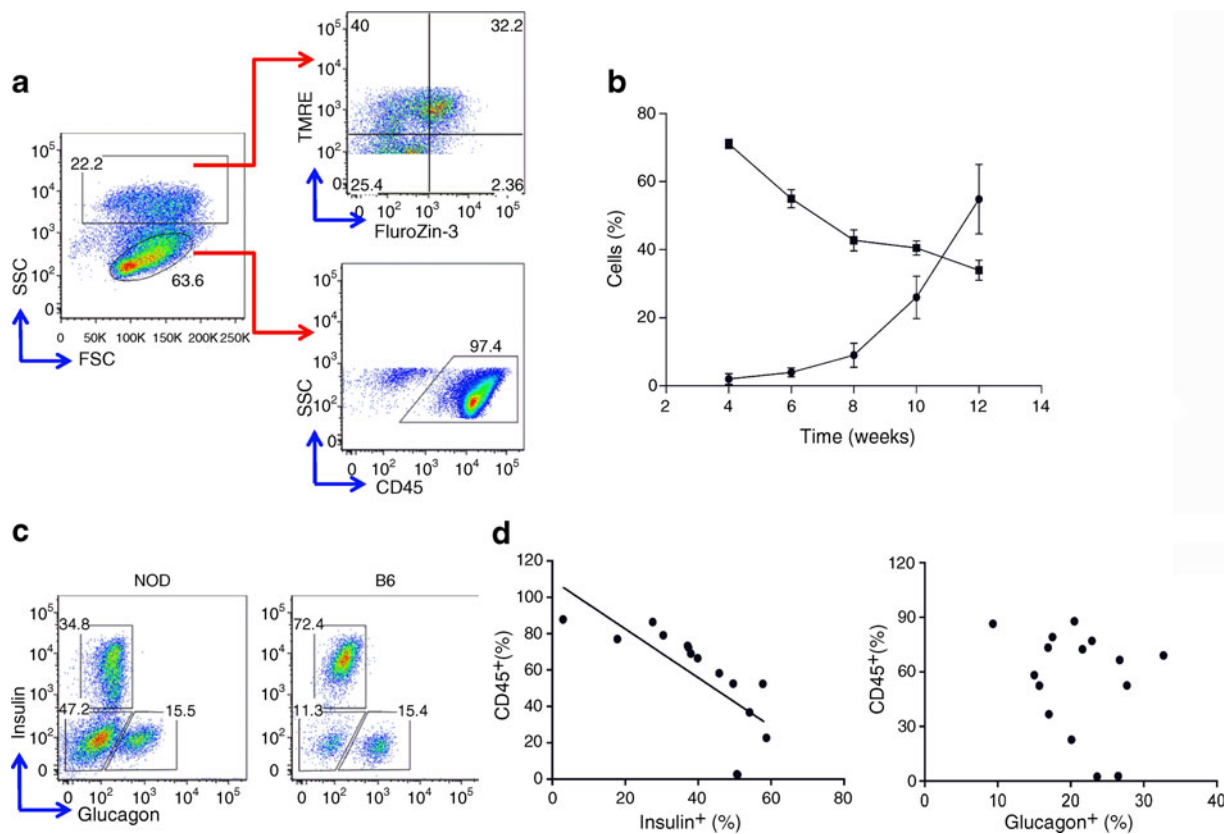 a
SSC
10⁵
10⁴
10³
10²
0
22.2
63.6
0 50K 100K 150K 200K 250K
FSC
TMRE
10⁵
10⁴
10³
10²
0
40 32.2
25.4 2.36
0 10² 10³ 10⁴ 10⁵
FluroZin-3
SSC
10⁵
10⁴
10³
10²
0
97.4
0 10² 10³ 10⁴ 10⁵
CD45
b
Cells (%)
80
60
40
20
0
2 4 6 8 10 12 14
Time (weeks)
c
NOD
Insulin
10⁵
10⁴
10³
10²
0
34.8
47.2 15.5
0 10² 10³ 10⁴ 10⁵
Glucagon
B6
10⁵
10⁴
10³
10²
0
72.4
11.3 15.4
0 10² 10³ 10⁴ 10⁵
d
CD45⁺(%)
120
100
80
60
40
20
0
0 20 40 60 80
Insulin⁺ (%)
CD45⁺(%)
120
90
60
30
0
0 10 20 30 40
Glucagon⁺ (%)